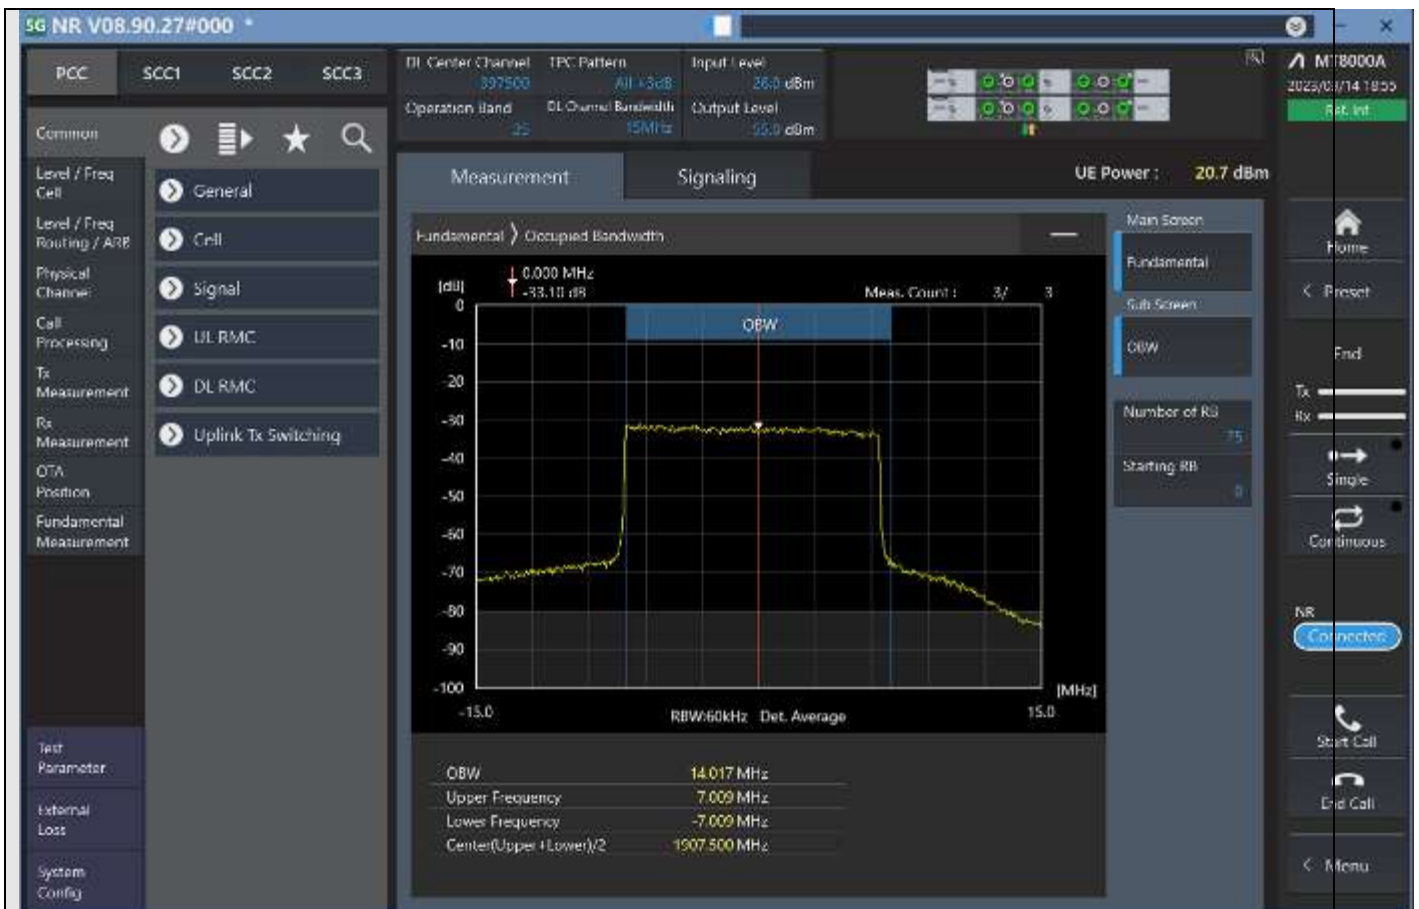 5G NR V08.90.27#000 *
PCC SCC1 SCC2 SCC3
DL Center Channel TPC Pattern Input Level
397500 All +3dB 26.0 dBm
Operation Band DL Channel Bandwidth Output Level
25 15MHz -55.0 dBm
MT8000A
Common
Level / Freq
Cell
Level / Freq
Routing / ARB
Physical
Channel
Call
Processing
Tx
Measurement
Rx
Measurement
OTA
Position
Fundamental
Measurement
Test
Parameter
External
Loss
System
Config
General
Cell
Signal
UL RMC
DL RMC
Uplink Tx Switching
Measurement Signaling
UE Power : 20.7 dBm
Fundamental Occupied Bandwidth
[dB]
0.000 MHz
-33.10 dB
Meas. Count : 3/ 3
OBW
0
-10
-20
-30
-40
-50
-60
-70
-80
-90
-100
[MHz]
-15.0 RBW:60kHz Det. Average 15.0
OBW 14.017 MHz
Upper Frequency 7.009 MHz
Lower Frequency -7.009 MHz
Center(Upper+Lower)/2 1907.500 MHz
Main Screen
Fundamental
Sub Screen
OBW
Number of RB
75
Starting RB
0
Home
< Preset
End
Tx
Rx
Single
Continuous
NR
Connected
Start Call
End Call
< Menu